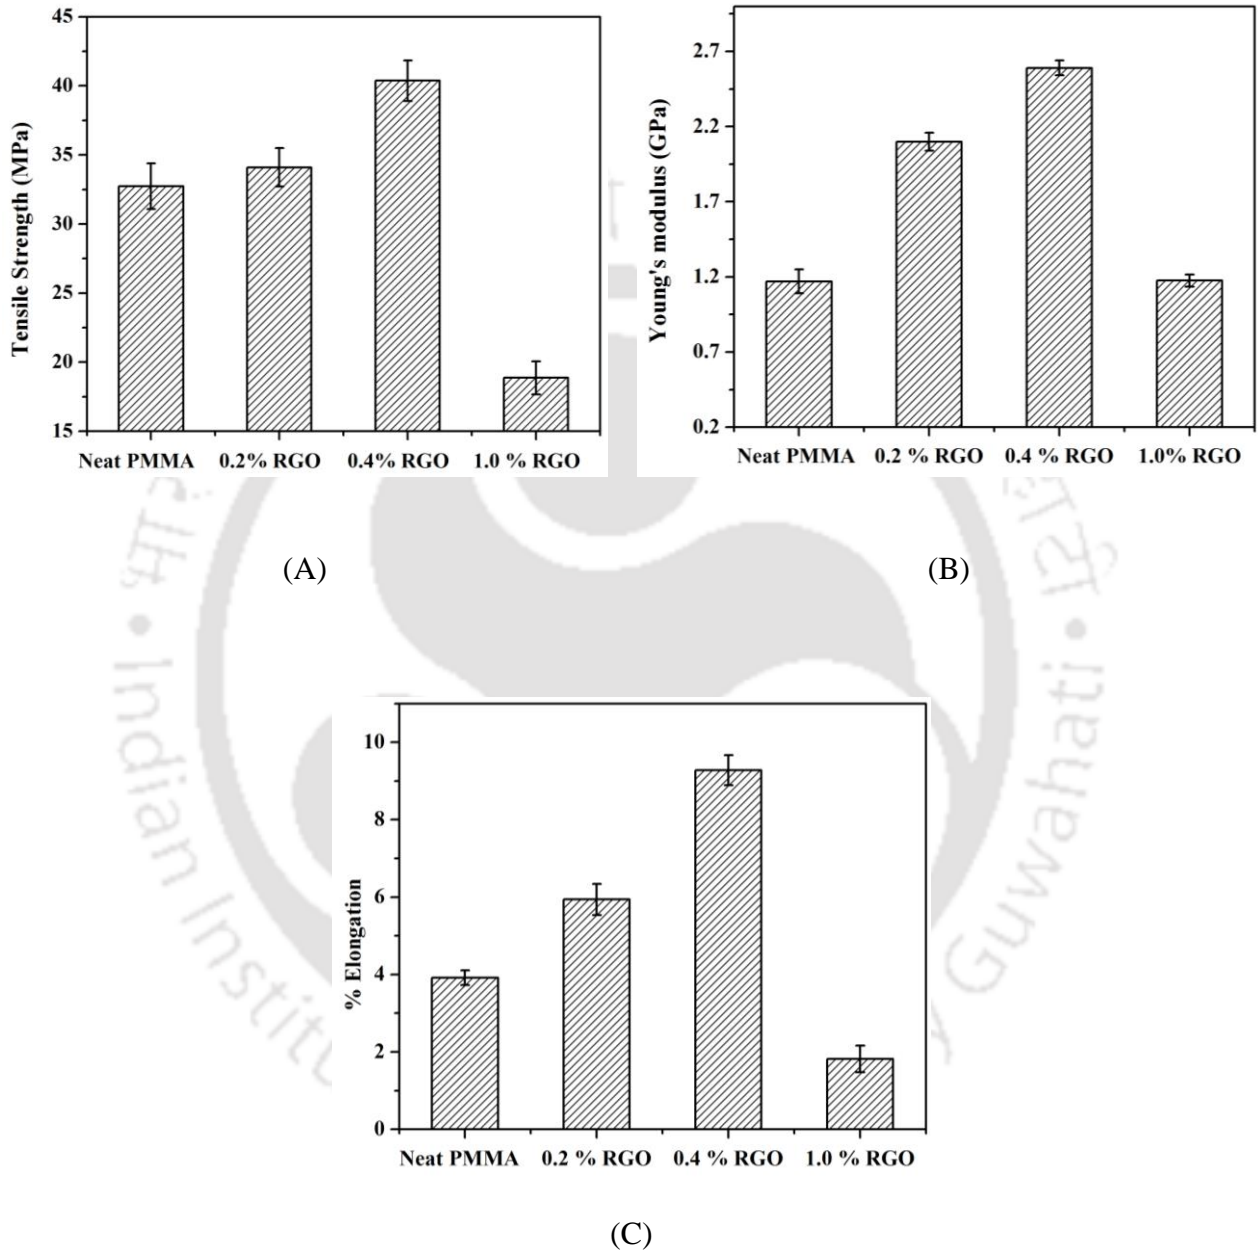 45
40
35
30
25
20
15
Tensile Strength (MPa)
Neat PMMA 0.2% RGO 0.4% RGO 1.0 % RGO
(A)
2.7
2.2
1.7
1.2
0.7
0.2
Young's modulus (GPa)
Neat PMMA 0.2 % RGO 0.4 % RGO 1.0% RGO
(B)
• Indian Institu
Guwahati •
10
8
6
4
2
0
% Elongation
Neat PMMA 0.2 % RGO 0.4 % RGO 1.0 % RGO
(C)